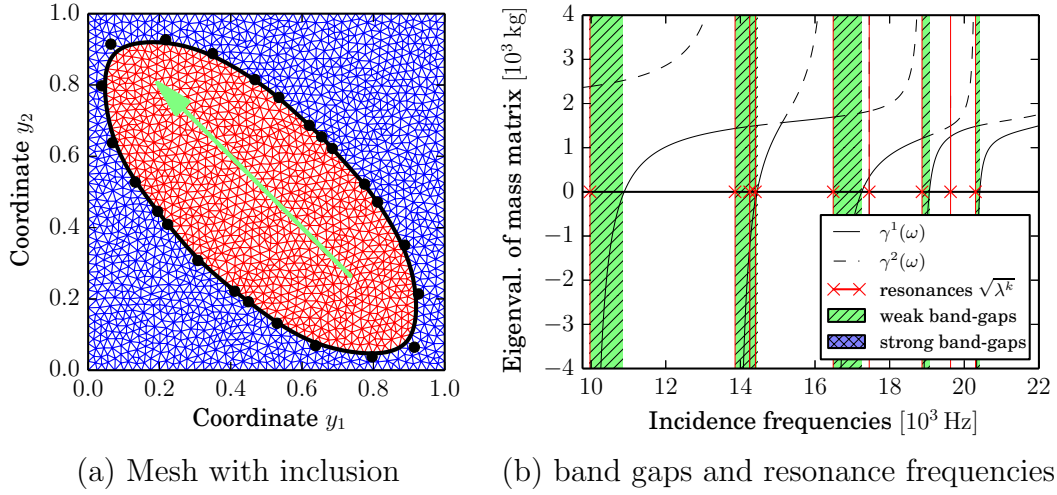 1.0
0.8
0.6
0.4
0.2
0.0
Coordinate y₂
0.0 0.2 0.4 0.6 0.8 1.0
Coordinate y₁
(a) Mesh with inclusion
4
3
2
1
0
−1
−2
−3
−4
Eigenval. of mass matrix [10³ kg]
10 12 14 16 18 20 22
Incidence frequencies [10³ Hz]
γ¹(ω)
γ²(ω)
resonances √λᵏ
weak band-gaps
strong band-gaps
(b) band gaps and resonance frequencies